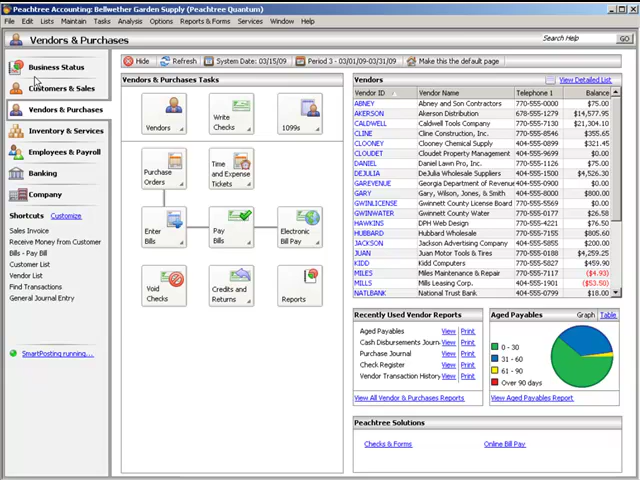 Peachtree Accounting: Bellwether Garden Supply (Peachtree Quantum)
File Edit Lists Maintain Tasks Analysis Options Reports & Forms Services Window Help
Vendors & Purchases
Search Help
GO
Business Status
Customers & Sales
Vendors & Purchases
Inventory & Services
Employees & Payroll
Banking
Company
Shortcuts Customize
Sales Invoice
Receive Money from Customer
Bills - Pay Bill
Customer List
Vendor List
Find Transactions
General Journal Entry
SmartPosting running...
Hide Refresh System Date: 03/15/09 Period 3 - 03/01/09-03/31/09 Make this the default page
Vendors & Purchases Tasks
Vendors
Write Checks
1099s
Purchase Orders
Time and Expense Tickets
Enter Bills
Pay Bills
Electronic Bill Pay
Void Checks
Credits and Returns
Reports
Vendors
View Detailed List
Vendor ID Vendor Name Telephone 1 Balance
ABNEY Abney and Son Contractors 770-555-0000 $75.00
AKERSON Akerson Distribution 678-555-1279 $14,577.95
CALDWELL Caldwell Tools Company 770-555-5723 $21,304.10
CLINE Cline Construction, Inc. 770-555-8546 $355.65
CLOONEY Clooney Chemical Supply 404-555-0899 $321.45
CLOUDET Cloudet Property Management 404-555-9699 $0.00
DANIEL Daniel Lawn Pro, Inc. 770-555-1126 $75.00
DEJULIA DeJulia Wholesale Suppliers 404-555-1500 $4,526.30
GAREVENUE Georgia Department of Revenue 404-555-0000 $0.00
GARY Gary, Wilson, Jones, & Smith 404-555-8000 $300.00
GWINLICENSE Gwinnett County License Board 770-555-0563 $0.00
GWINWATER Gwinnett County Water 770-555-0013 $26.58
HAWKINS DPH Web Design 770-555-4221 $76.50
HUBBARD Hubbard Wholesale 770-555-7155 $805.60
JACKSON Jackson Advertising Company 404-555-5855 $200.00
JUAN Juan Motor Tools & Tires 770-555-0188 $4,259.25
KIDD Kidd Computers 770-555-5827 $459.90
MILES Miles Maintenance & Repair 770-555-7117 ($4.93)
MILLS Mills Leasing Corp. 404-555-1901 ($53.50)
NATLBANK National Trust Bank 404-555-0799 $18.00
Recently Used Vendor Reports
Aged Payables View Print
View Print
Purchase Journal View Print
Check Register View Print
Vendor Transaction History View Print
View All Vendor & Purchases Reports
Aged Payables Graph Table
0 - 30
31 - 60
61 - 90
Over 90 days
View Aged Payables Report
Peachtree Solutions
Checks & Forms
Online Bill Pay